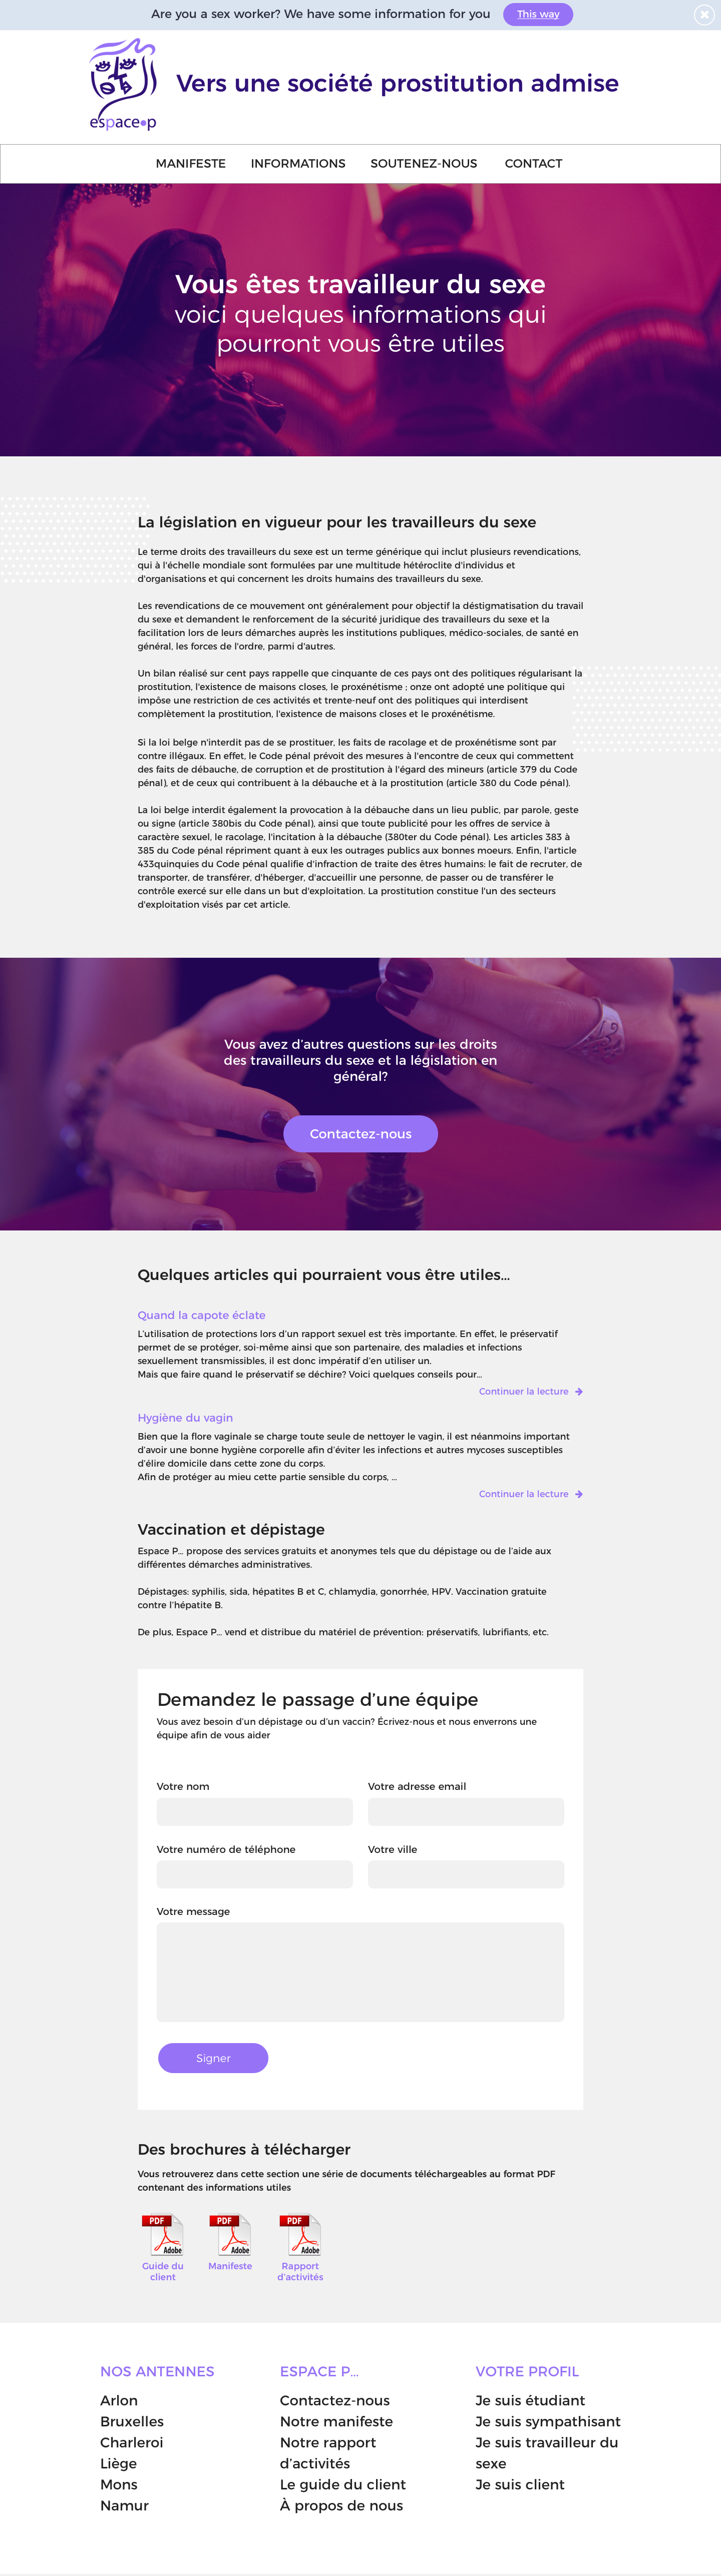 Are you a sex worker? We have some information for you This way
espace•p
Vers une société prostitution admise
MANIFESTE INFORMATIONS SOUTENEZ-NOUS CONTACT
Vous êtes travailleur du sexe
voici quelques informations qui
pourront vous être utiles
La législation en vigueur pour les travailleurs du sexe
Le terme droits des travailleurs du sexe est un terme générique qui inclut plusieurs revendications,
qui à l'échelle mondiale sont formulées par une multitude hétéroclite d'individus et
d'organisations et qui concernent les droits humains des travailleurs du sexe.
Les revendications de ce mouvement ont généralement pour objectif la déstigmatisation du travail
du sexe et demandent le renforcement de la sécurité juridique des travailleurs du sexe et la
facilitation lors de leurs démarches auprès les institutions publiques, médico-sociales, de santé en
général, les forces de l'ordre, parmi d'autres.
Un bilan réalisé sur cent pays rappelle que cinquante de ces pays ont des politiques régularisant la
prostitution, l'existence de maisons closes, le proxénétisme ; onze ont adopté une politique qui
impôse une restriction de ces activités et trente-neuf ont des politiques qui interdisent
complètement la prostitution, l'existence de maisons closes et le proxénétisme.
Si la loi belge n'interdit pas de se prostituer, les faits de racolage et de proxénétisme sont par
contre illégaux. En effet, le Code pénal prévoit des mesures à l'encontre de ceux qui commettent
des faits de débauche, de corruption et de prostitution à l'égard des mineurs (article 379 du Code
pénal), et de ceux qui contribuent à la débauche et à la prostitution (article 380 du Code pénal).
La loi belge interdit également la provocation à la débauche dans un lieu public, par parole, geste
ou signe (article 380bis du Code pénal), ainsi que toute publicité pour les offres de service à
caractère sexuel, le racolage, l'incitation à la débauche (380ter du Code pénal). Les articles 383 à
385 du Code pénal répriment quant à eux les outrages publics aux bonnes moeurs. Enfin, l'article
433quinquies du Code pénal qualifie d'infraction de traite des êtres humains: le fait de recruter, de
transporter, de transférer, d'héberger, d'accueillir une personne, de passer ou de transférer le
contrôle exercé sur elle dans un but d'exploitation. La prostitution constitue l'un des secteurs
d'exploitation visés par cet article.
Vous avez d’autres questions sur les droits
des travailleurs du sexe et la législation en
général?
Contactez-nous
Quelques articles qui pourraient vous être utiles...
Quand la capote éclate
L’utilisation de protections lors d’un rapport sexuel est très importante. En effet, le préservatif
permet de se protéger, soi-même ainsi que son partenaire, des maladies et infections
sexuellement transmissibles, il est donc impératif d’en utiliser un.
Mais que faire quand le préservatif se déchire? Voici quelques conseils pour...
Continuer la lecture
Hygiène du vagin
Bien que la flore vaginale se charge toute seule de nettoyer le vagin, il est néanmoins important
d’avoir une bonne hygiène corporelle afin d’éviter les infections et autres mycoses susceptibles
d’élire domicile dans cette zone du corps.
Afin de protéger au mieu cette partie sensible du corps, ...
Continuer la lecture
Vaccination et dépistage
Espace P... propose des services gratuits et anonymes tels que du dépistage ou de l’aide aux
différentes démarches administratives.
Dépistages: syphilis, sida, hépatites B et C, chlamydia, gonorrhée, HPV. Vaccination gratuite
contre l’hépatite B.
De plus, Espace P... vend et distribue du matériel de prévention: préservatifs, lubrifiants, etc.
Demandez le passage d’une équipe
Vous avez besoin d’un dépistage ou d’un vaccin? Écrivez-nous et nous enverrons une
équipe afin de vous aider
Votre nom Votre adresse email
Votre numéro de téléphone Votre ville
Votre message
Signer
Des brochures à télécharger
Vous retrouverez dans cette section une série de documents téléchargeables au format PDF
contenant des informations utiles
PDF PDF PDF
Adobe Adobe Adobe
Guide du Manifeste Rapport
client d’activités
NOS ANTENNES
Arlon
Bruxelles
Charleroi
Liège
Mons
Namur
ESPACE P...
Contactez-nous
Notre manifeste
Notre rapport
d’activités
Le guide du client
À propos de nous
VOTRE PROFIL
Je suis étudiant
Je suis sympathisant
Je suis travailleur du
sexe
Je suis client